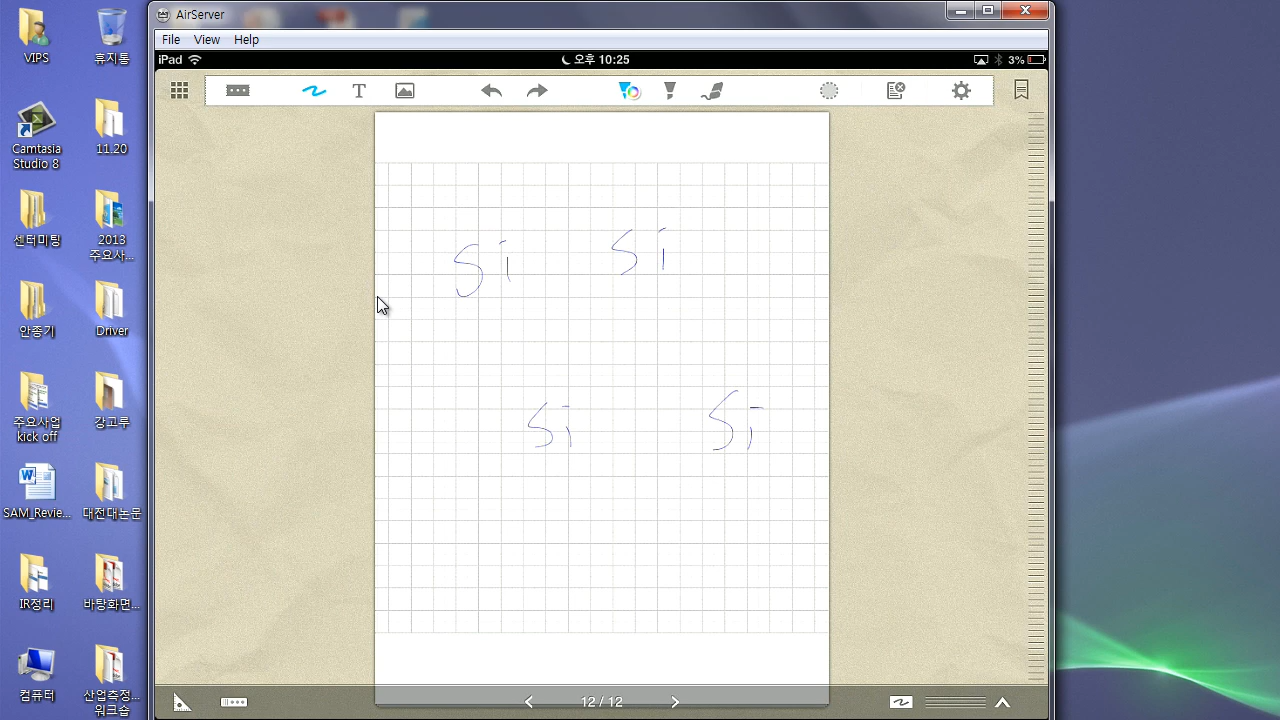 AirServer
File View Help
iPad 오후 10:25 3%
T
Si Si
Si Si
12 / 12
VIPS 휴지통
Camtasia Studio 8 11.20
센터미팅 2013 주요사...
안종기 Driver
주요사업 kick off 강고루
SAM_Revie... 대전대논문
IR정리 바탕화면...
컴퓨터 산업측정... 워크숍